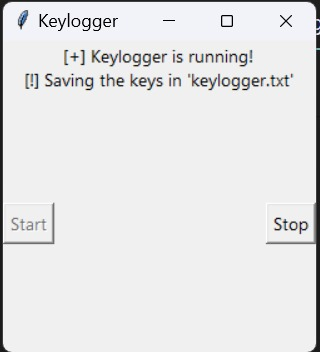 Keylogger
[+] Keylogger is running!
[!] Saving the keys in 'keylogger.txt'
Start
Stop